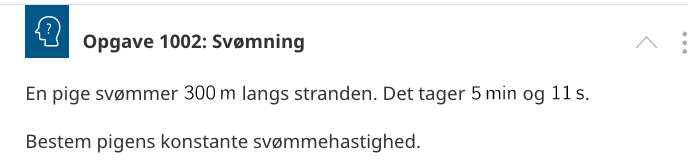 Opgave 1002: Svømning
En pige svømmer 300 m langs stranden. Det tager 5 min og 11 s.
Bestem pigens konstante svømmehastighed.